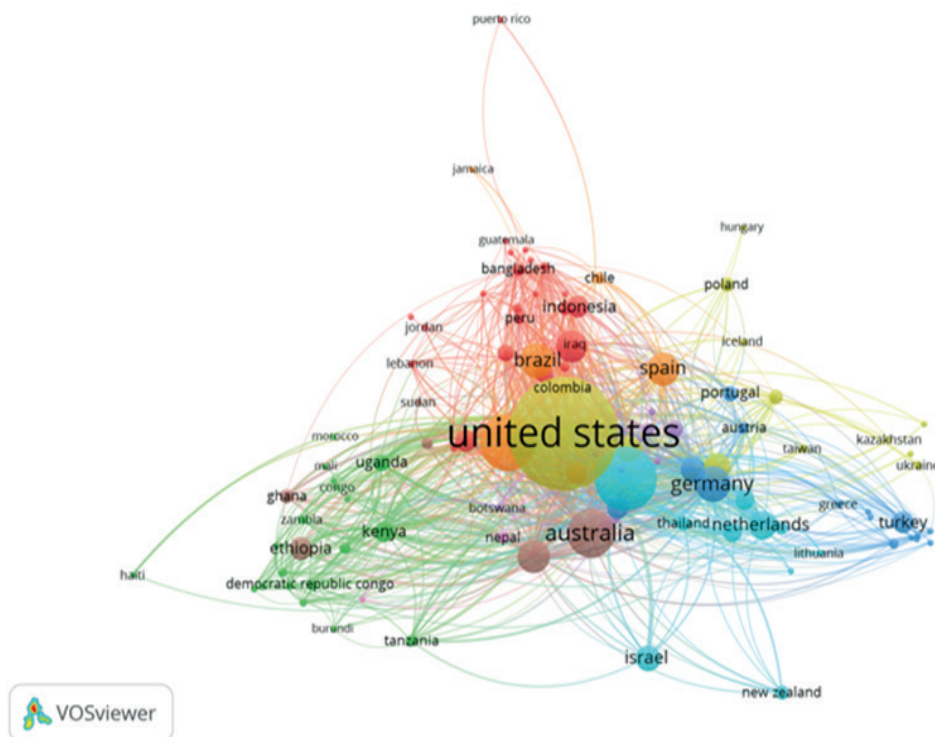 puerto rico
jamaica
hungary
guatemala
bangladesh
chile
poland
indonesia
peru
jordan
iraq
iceland
lebanon
brazil
spain
colombia
portugal
sudan
united states
austria
morocco
taiwan
kazakhstan
uganda
mali
ukraine
congo
germany
ghana
botswana
greece
zambia
kenya
nepal
australia
thailand
netherlands
turkey
ethiopia
lithuania
haiti
democratic republic congo
burundi
tanzania
israel
new zealand
VOSviewer